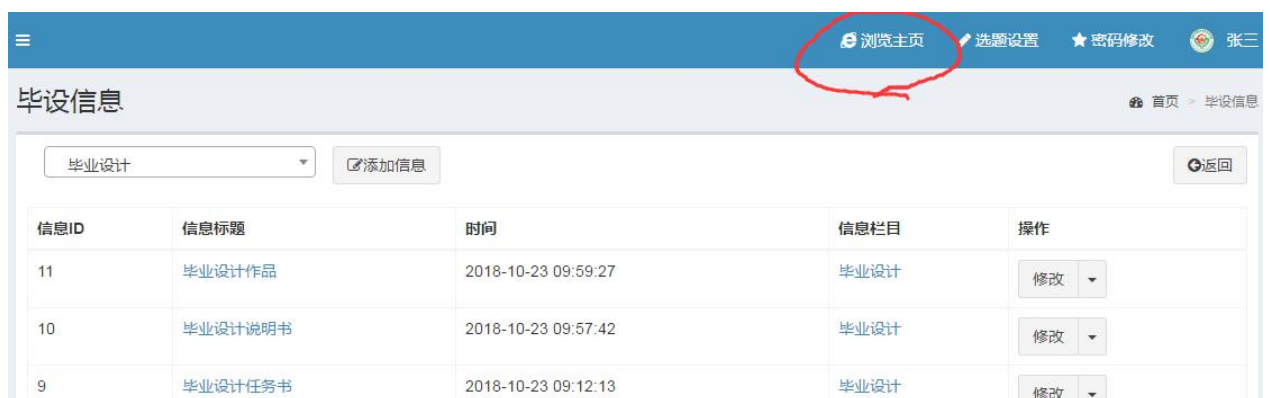 浏览主页 选题设置 密码修改 张三
毕设信息 首页 > 毕设信息
毕业设计 添加信息 返回
信息ID 信息标题 时间 信息栏目 操作
11 毕业设计作品 2018-10-23 09:59:27 毕业设计 修改
10 毕业设计说明书 2018-10-23 09:57:42 毕业设计 修改
9 毕业设计任务书 2018-10-23 09:12:13 毕业设计 修改